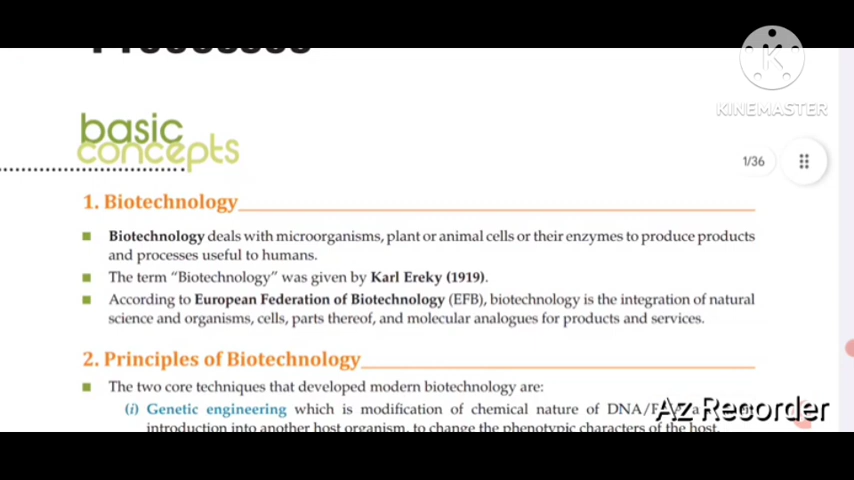 KINEMASTER
basic
concepts
1/36
1. Biotechnology
Biotechnology deals with microorganisms, plant or animal cells or their enzymes to produce products
and processes useful to humans.
The term “Biotechnology” was given by Karl Ereky (1919).
According to European Federation of Biotechnology (EFB), biotechnology is the integration of natural
science and organisms, cells, parts thereof, and molecular analogues for products and services.
2. Principles of Biotechnology
The two core techniques that developed modern biotechnology are:
(i) Genetic engineering which is modification of chemical nature of DNA/
Az Recorder
introduction into another host organism, to change the phenotypic characters of the host.